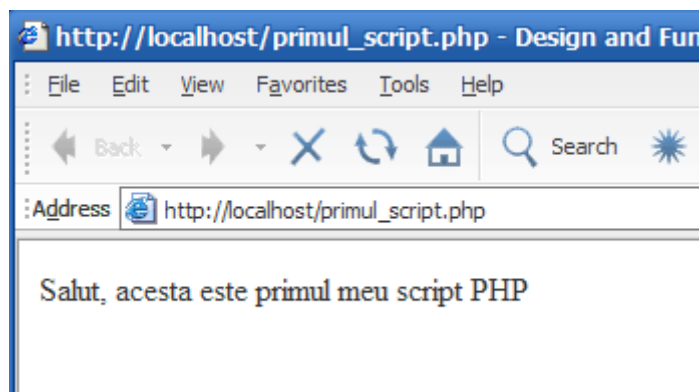 http://localhost/primul_script.php - Design and Fun
File Edit View Favorites Tools Help
Back Search
Address http://localhost/primul_script.php
Salut, acesta este primul meu script PHP